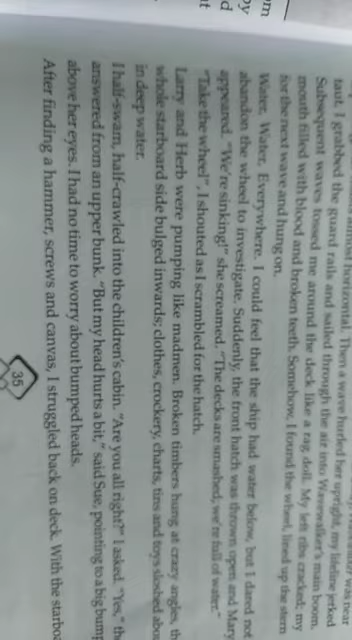 almost horizontal. Then a wave hurled her upright, my lifeline jerked
taut. I grabbed the guard rails and sailed through the air into Wavewalker's main boom.
Subsequent waves tossed me around the deck like a rag doll. My left ribs cracked; my
mouth filled with blood and broken teeth. Somehow, I found the wheel, lined up the stern
for the next wave and hung on.
Water, Water, Everywhere. I could feel that the ship had water below, but I dared not
abandon the wheel to investigate. Suddenly, the front hatch was thrown open and Mary
appeared. "We're sinking!" she screamed. "The decks are smashed; we're full of water."
"Take the wheel", I shouted as I scrambled for the hatch.
Larry and Herb were pumping like madmen. Broken timbers hung at crazy angles, th
whole starboard side bulged inwards; clothes, crockery, charts, tins and toys sloshed abou
in deep water.
I half-swam, half-crawled into the children's cabin. "Are you all right?" I asked. "Yes," th
answered from an upper bunk. "But my head hurts a bit," said Sue, pointing to a big bump
above her eyes. I had no time to worry about bumped heads.
After finding a hammer, screws and canvas, I struggled back on deck. With the starboa
35